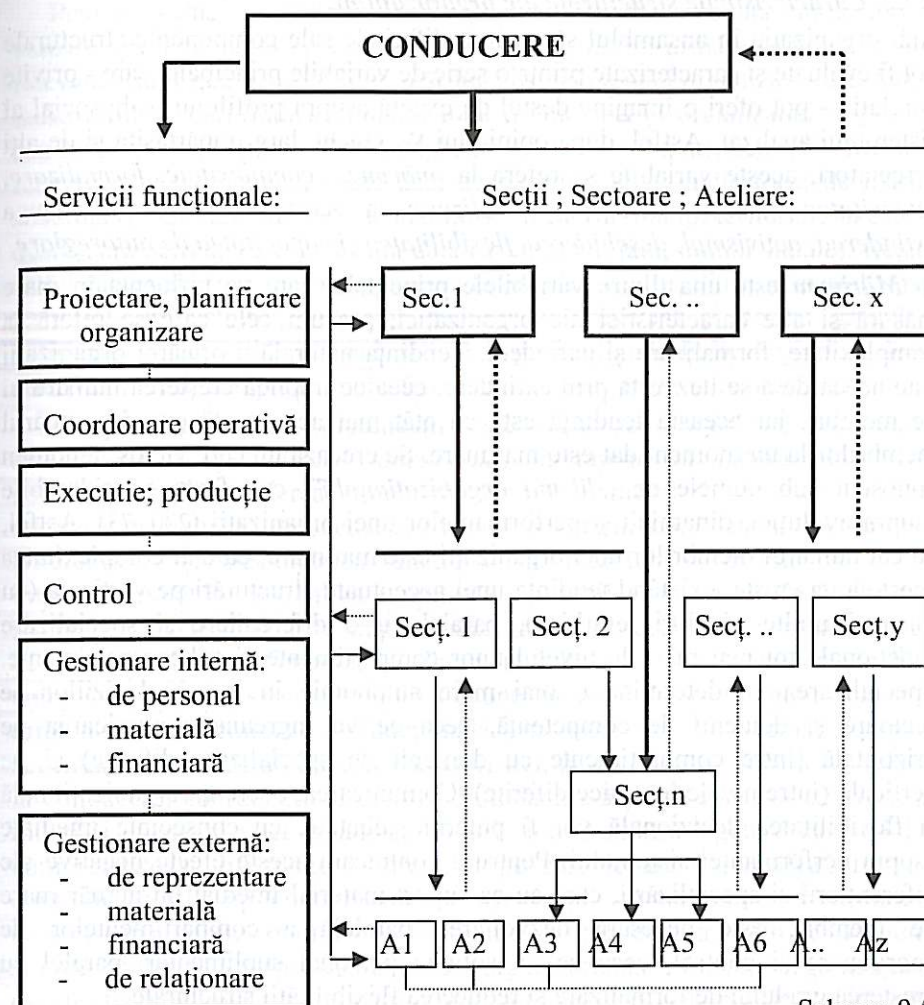 CONDUCERE
Servicii funcționale:
Secții ; Sectoare ; Ateliere:
Proiectare, planificare
organizare
Coordonare operativă
Executie; producție
Control
Gestionare internă:
- de personal
- materială
- financiară
Gestionare externă:
- de reprezentare
- materială
- financiară
- de relaționare
Sec.1
Sec...
Sec. x
Secț. 1
Secț. 2
Secț. ..
Secț.y
Secț.n
A1
A2
A3
A4
A5
A6
A..
Az